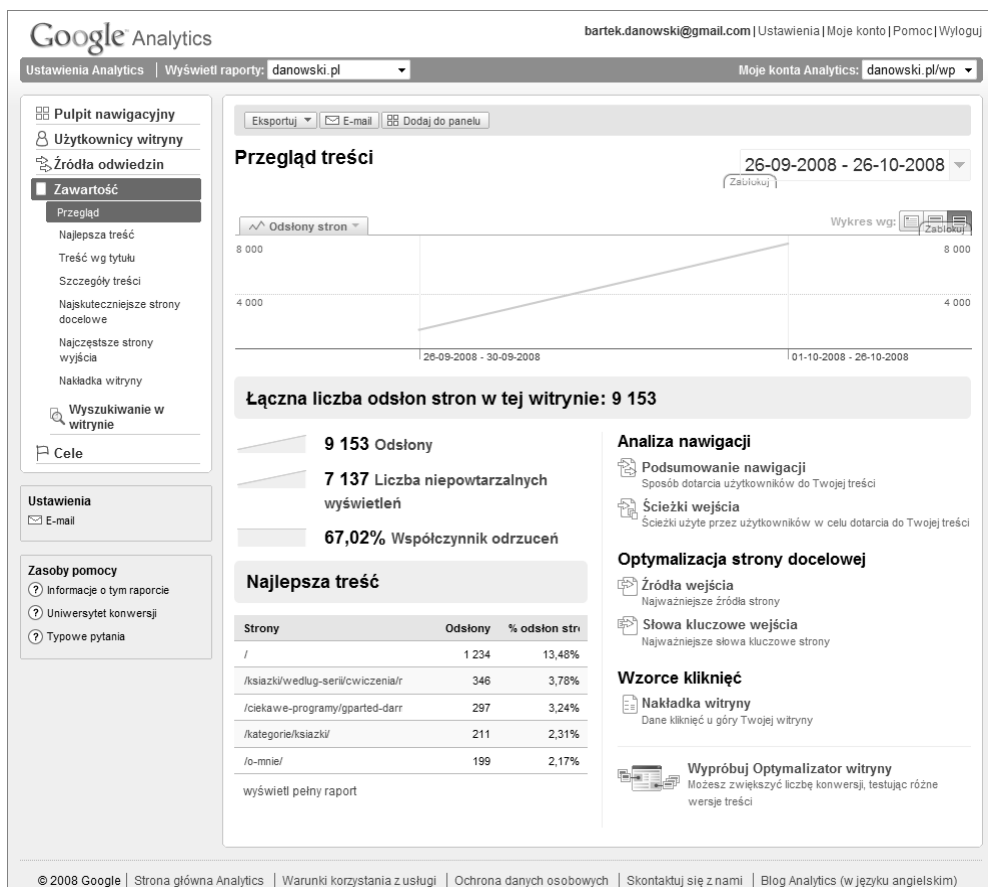 Google Analytics
bartek.danowski@gmail.com | Ustawienia | Moje konto | Pomoc | Wyloguj
Ustawienia Analytics | Wyświetl raporty: danowski.pl
Moje konta Analytics: danowski.pl/wp
Pulpit nawigacyjny
Użytkownicy witryny
Źródła odwiedzin
Zawartość
Przegląd
Najlepsza treść
Treść wg tytułu
Szczegóły treści
Najskuteczniejsze strony
docelowe
Najczęstsze strony
wyjścia
Nakładka witryny
Wyszukiwanie w
witrynie
Cele
Ustawienia
E-mail
Zasoby pomocy
Informacje o tym raporcie
Uniwersytet konwersji
Typowe pytania
Eksportuj
E-mail
Dodaj do panelu
Przegląd treści
26-09-2008 - 26-10-2008
Zablokuj
Odsłony stron
Wykres wg:
Zablokuj
8 000
8 000
4 000
4 000
26-09-2008 - 30-09-2008
01-10-2008 - 26-10-2008
Łączna liczba odsłon stron w tej witrynie: 9 153
9 153 Odsłony
7 137 Liczba niepowtarzalnych
wyświetleń
67,02% Współczynnik odrzuceń
Najlepsza treść
Strony Odsłony % odsłon stro
/ 1 234 13,48%
/ksiazki/wedlug-serii/cwiczenia/r 346 3,78%
/ciekawe-programy/gparted-darr 297 3,24%
/kategorie/ksiazki/ 211 2,31%
/o-mnie/ 199 2,17%
wyświetl pełny raport
Analiza nawigacji
Podsumowanie nawigacji
Sposób dotarcia użytkowników do Twojej treści
Ścieżki wejścia
Ścieżki użyte przez użytkowników w celu dotarcia do Twojej treści
Optymalizacja strony docelowej
Źródła wejścia
Najważniejsze źródła strony
Słowa kluczowe wejścia
Najważniejsze słowa kluczowe strony
Wzorce kliknięć
Nakładka witryny
Dane kliknięć u góry Twojej witryny
Wypróbuj Optymalizator witryny
Możesz zwiększyć liczbę konwersji, testując różne
wersje treści
© 2008 Google | Strona główna Analytics | Warunki korzystania z usługi | Ochrona danych osobowych | Skontaktuj się z nami | Blog Analytics (w języku angielskim)